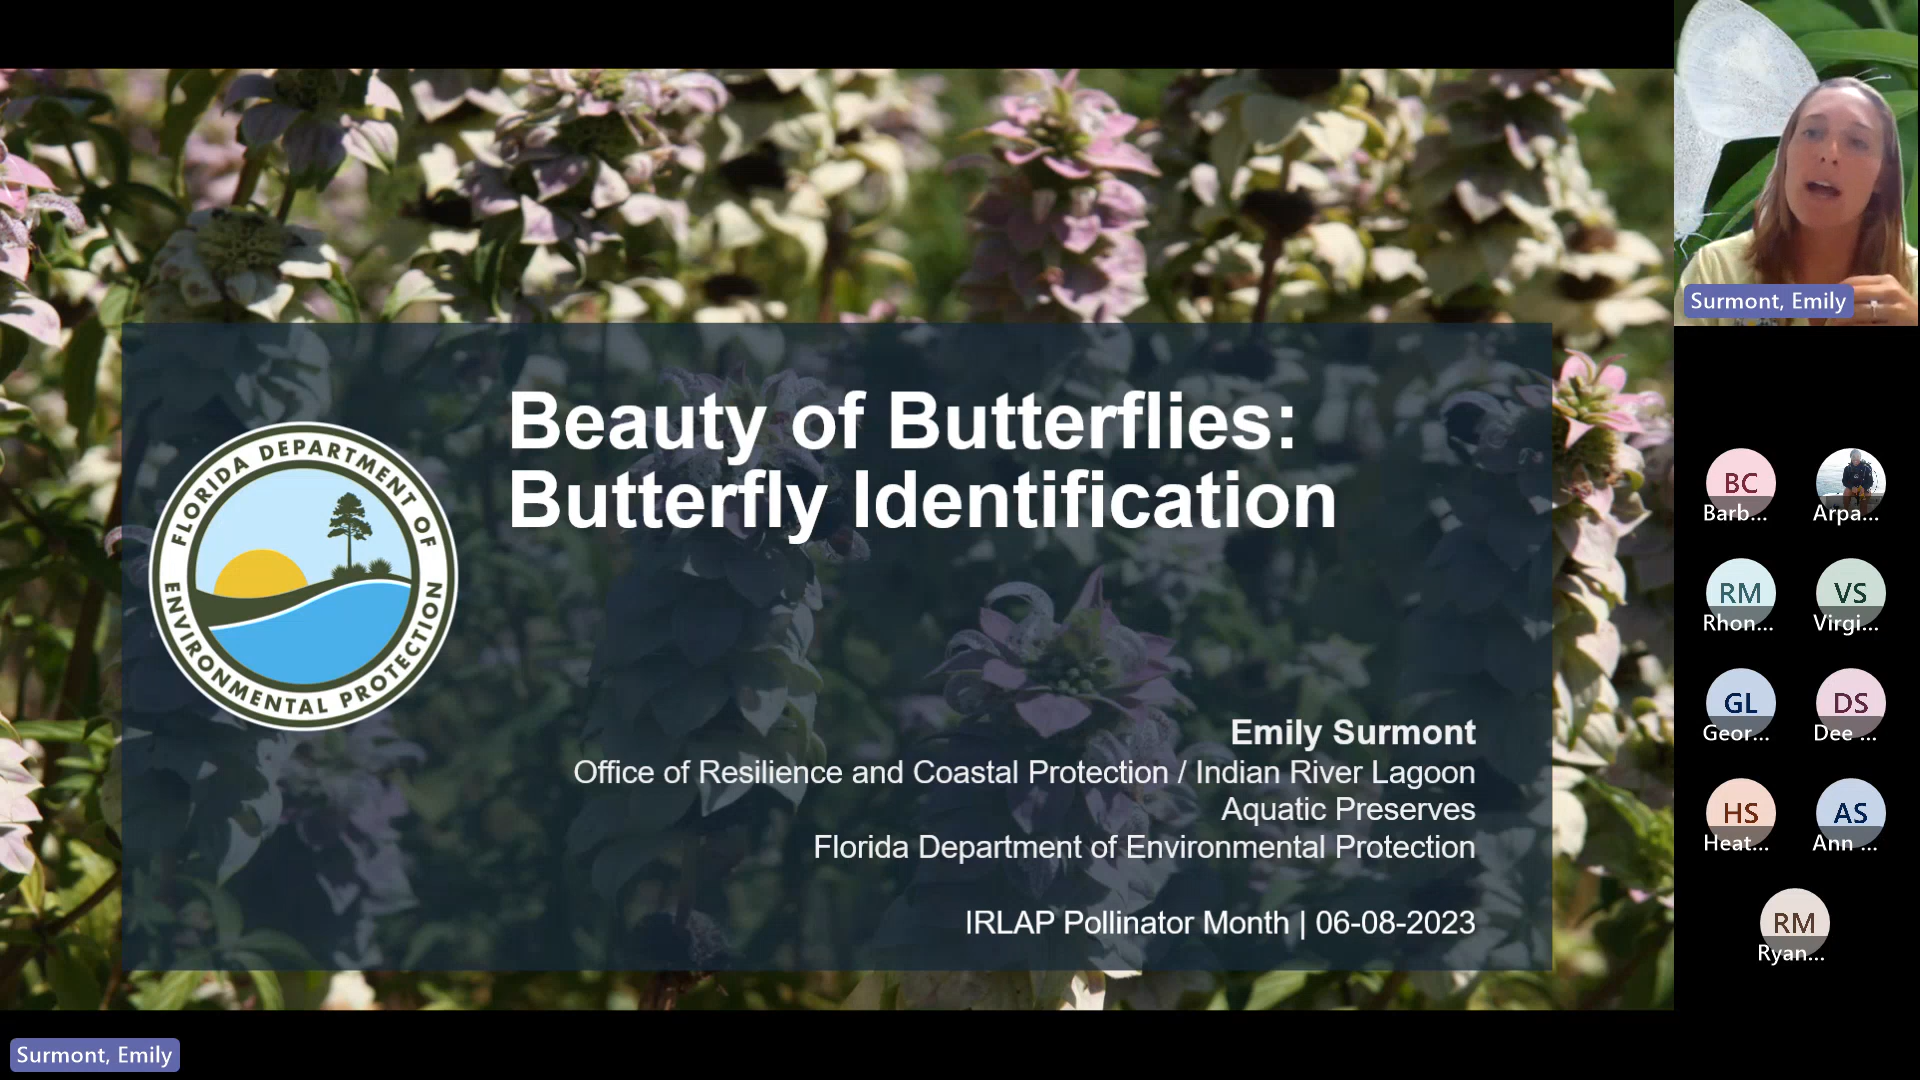 Beauty of Butterflies:
Butterfly Identification
FLORIDA DEPARTMENT OF
ENVIRONMENTAL PROTECTION
Emily Surmont
Office of Resilience and Coastal Protection / Indian River Lagoon
Aquatic Preserves
Florida Department of Environmental Protection
IRLAP Pollinator Month | 06-08-2023
Surmont, Emily
Surmont, Emily
BC
Barb...
Arpa...
RM
Rhon...
VS
Virgi...
GL
Geor...
DS
Dee ...
HS
Heat...
AS
Ann ...
RM
Ryan...